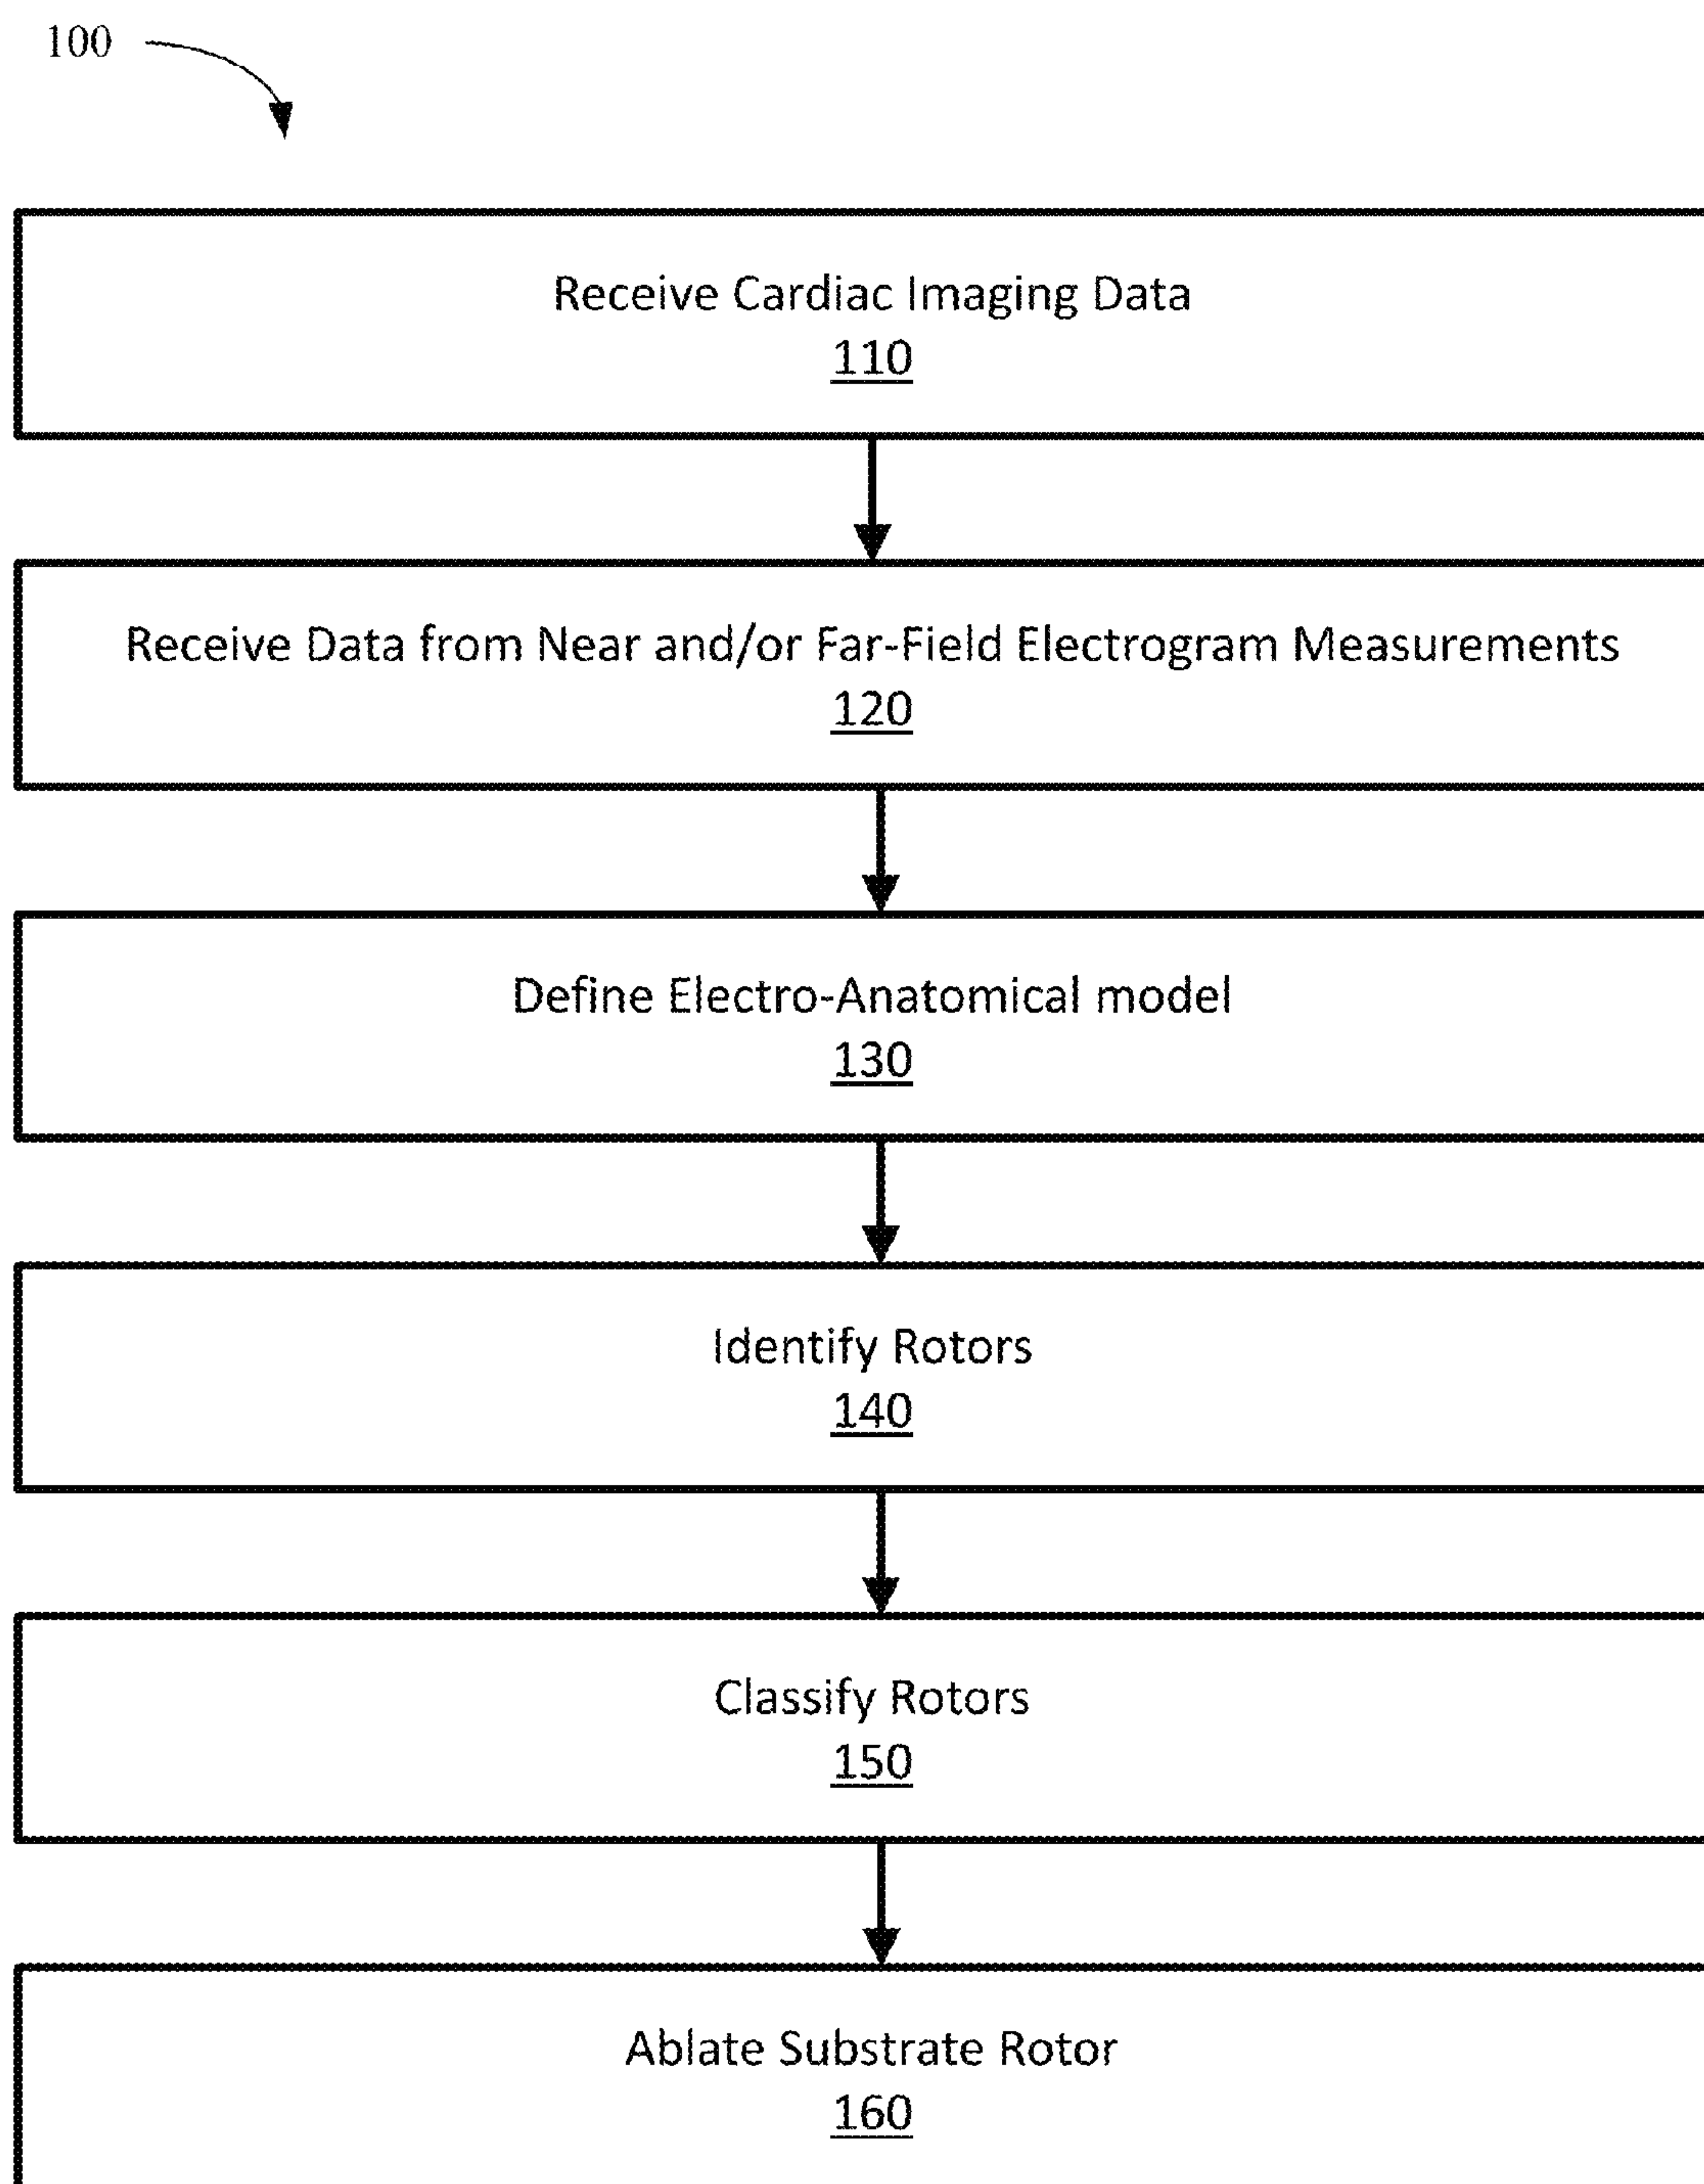 100
Receive Cardiac Imaging Data
110
Receive Data from Near and/or Far-Field Electrogram Measurements
120
Define Electro-Anatomical model
130
Identify Rotors
140
Classify Rotors
150
Ablate Substrate Rotor
160